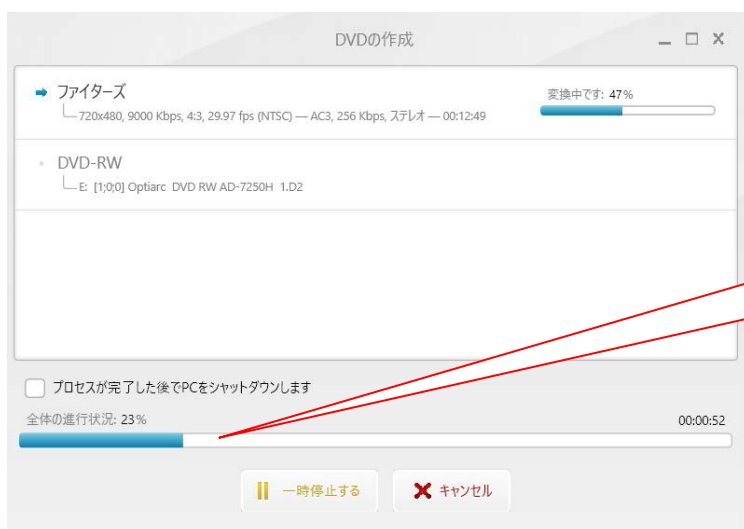 DVDの作成
ファイターズ
変換中です: 47%
720x480, 9000 Kbps, 4:3, 29.97 fps (NTSC) — AC3, 256 Kbps, ステレオ — 00:12:49
DVD-RW
E: [1;0;0] Optiarc DVD RW AD-7250H 1.D2
プロセスが完了した後でPCをシャットダウンします
全体の進行状況: 23%
00:00:52
一時停止する
キャンセル